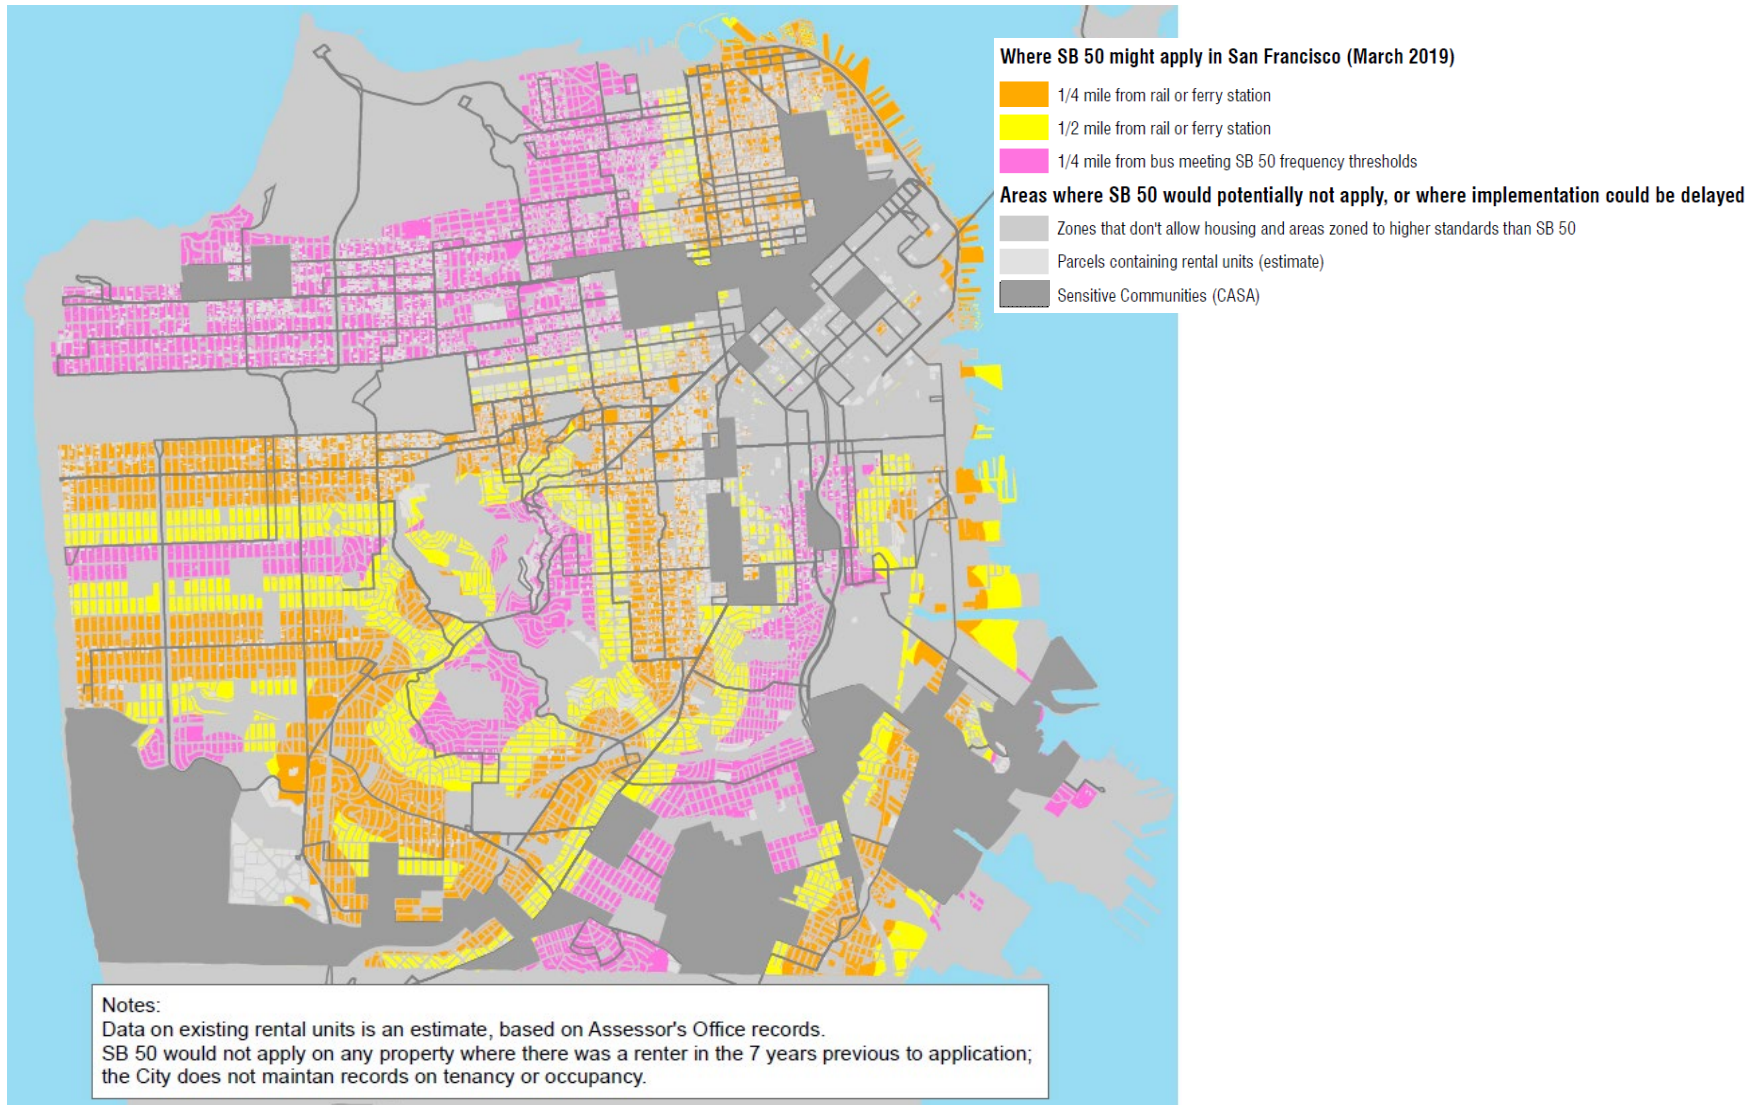 Where SB 50 might apply in San Francisco (March 2019)
1/4 mile from rail or ferry station
1/2 mile from rail or ferry station
1/4 mile from bus meeting SB 50 frequency thresholds
Areas where SB 50 would potentially not apply, or where implementation could be delayed
Zones that don't allow housing and areas zoned to higher standards than SB 50
Parcels containing rental units (estimate)
Sensitive Communities (CASA)
Notes:
Data on existing rental units is an estimate, based on Assessor's Office records.
SB 50 would not apply on any property where there was a renter in the 7 years previous to application;
the City does not maintan records on tenancy or occupancy.